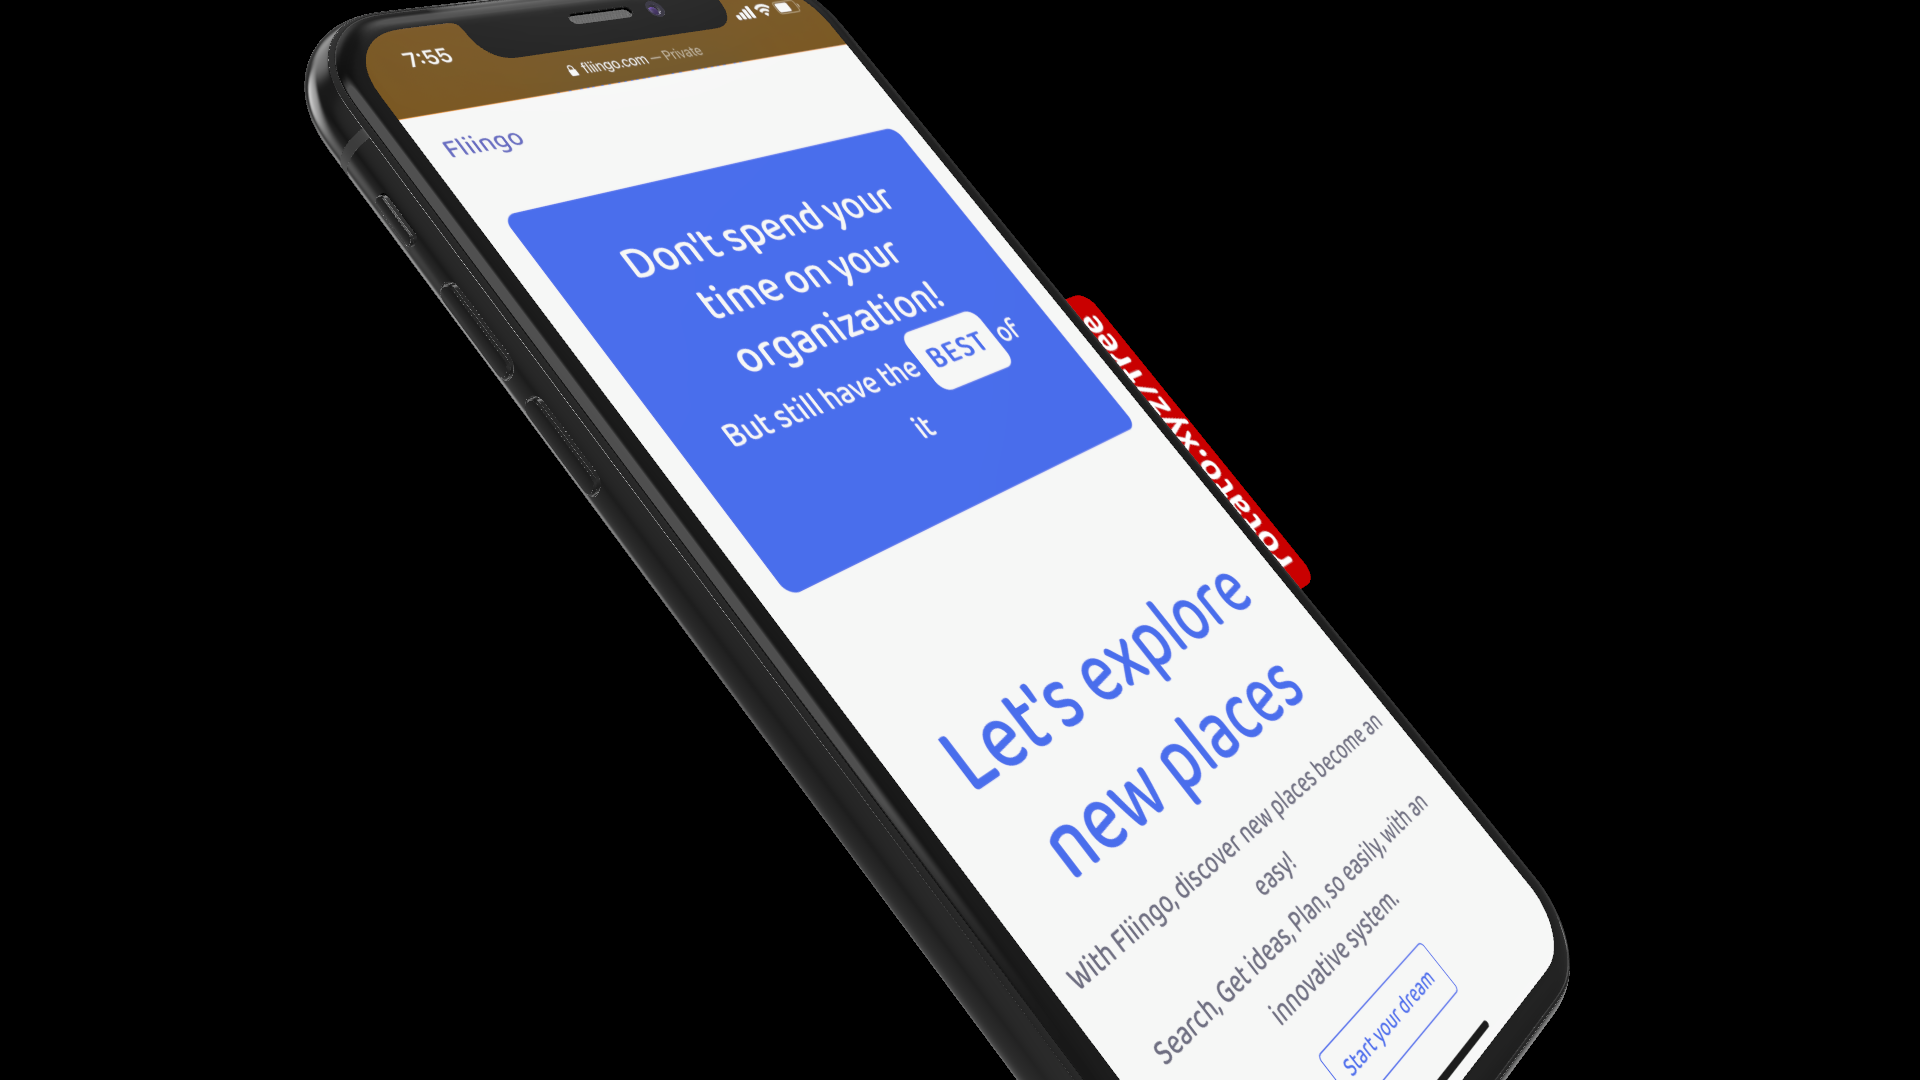 7:55
fliingo.com — Private
Fliingo
Don't spend your
time on your
organization!
But still have the BEST of
it
rotato.xyz/free
Let's explore
new places
With Fliingo, discover new places become an
easy!
Search, Get ideas, Plan, so easily, with an
innovative system.
Start your dream